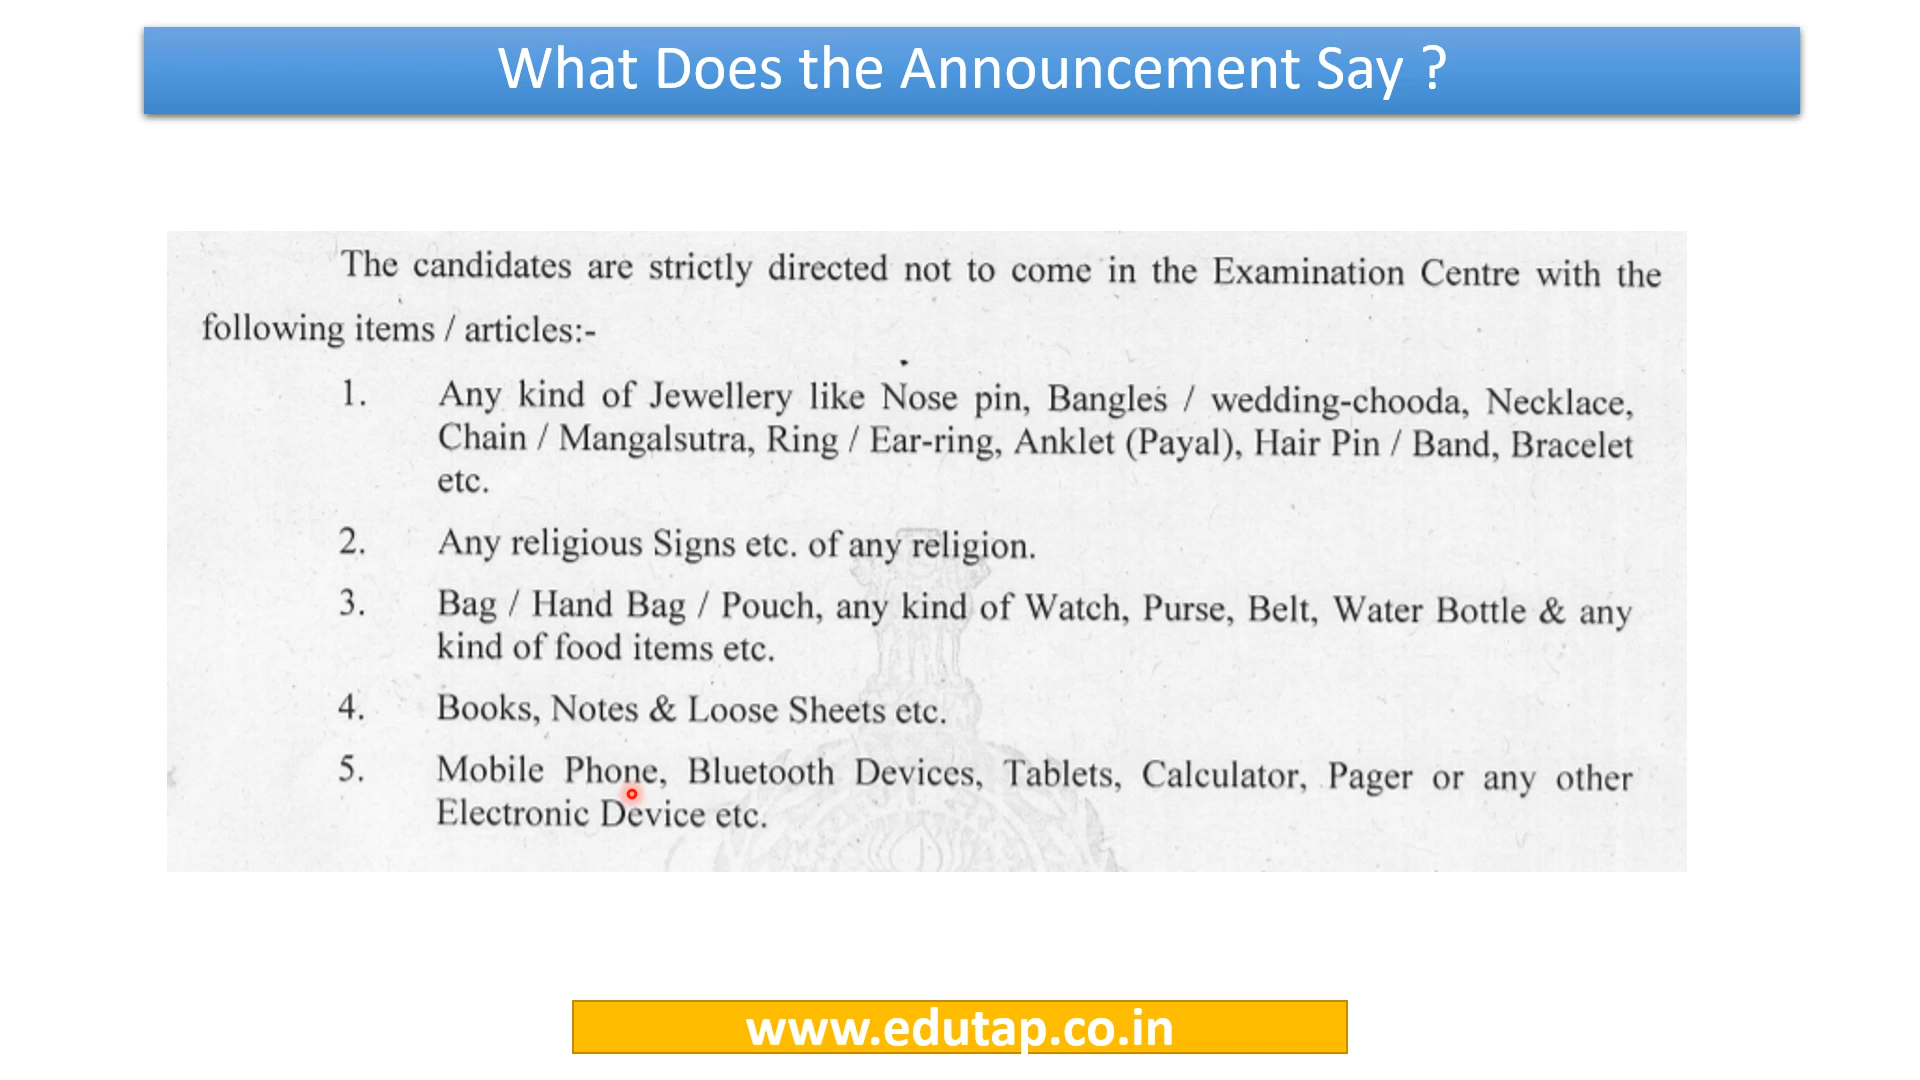 What Does the Announcement Say ?
The candidates are strictly directed not to come in the Examination Centre with the
following items / articles:-
1. Any kind of Jewellery like Nose pin, Bangles / wedding-chooda, Necklace,
Chain / Mangalsutra, Ring / Ear-ring, Anklet (Payal), Hair Pin / Band, Bracelet
etc.
2. Any religious Signs etc. of any religion.
3. Bag / Hand Bag / Pouch, any kind of Watch, Purse, Belt, Water Bottle & any
kind of food items etc.
4. Books, Notes & Loose Sheets etc.
5. Mobile Phone, Bluetooth Devices, Tablets, Calculator, Pager or any other
Electronic Device etc.
www.edutap.co.in